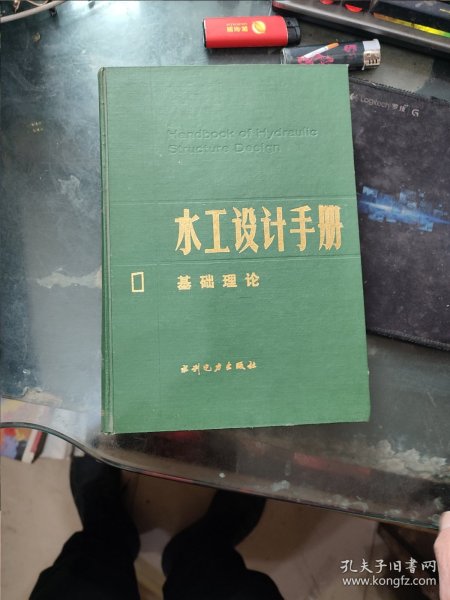 Handbook of Hydraulic
Structure Design
水工设计手册
1
基础理论
水利电力出版社
Logitech
G
孔夫子旧书网
www.kongfz.com